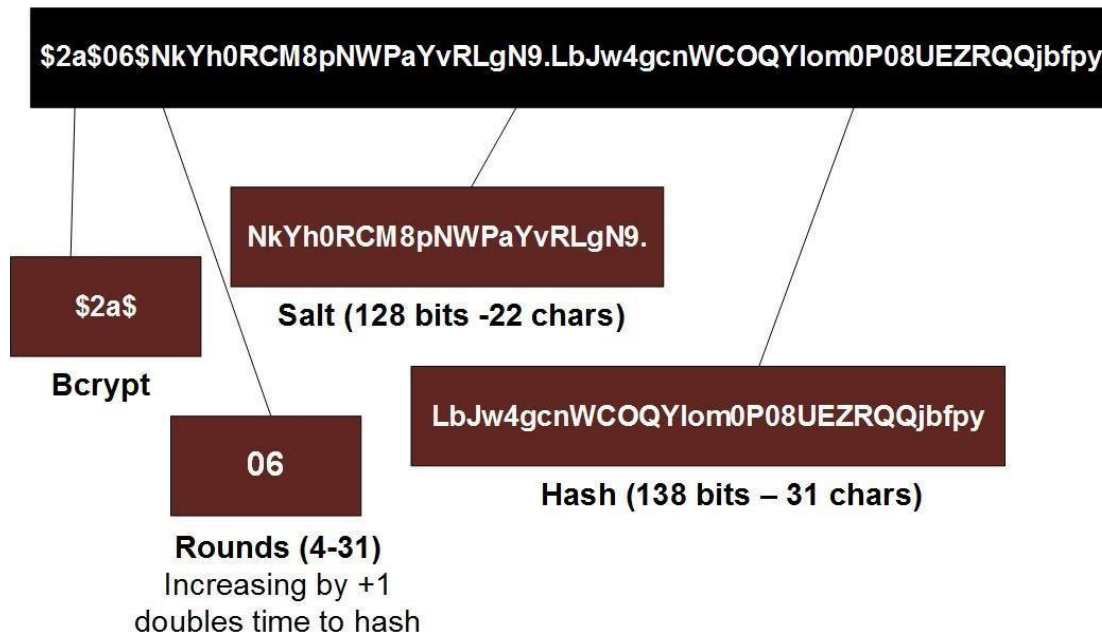 $2a$06$NkYh0RCM8pNWPaYvRLgN9.LbJw4gcnWCOQYIom0P08UEZRQQjbfpy
NkYh0RCM8pNWPaYvRLgN9.
Salt (128 bits -22 chars)
$2a$
Bcrypt
LbJw4gcnWCOQYIom0P08UEZRQQjbfpy
Hash (138 bits – 31 chars)
06
Rounds (4-31)
Increasing by +1
doubles time to hash